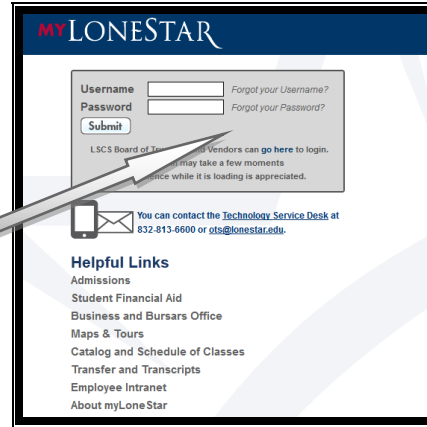 MYLONESTAR
Username Forgot your Username?
Password Forgot your Password?
Submit
LSCS Board of Vendors can go here to login.
may take a few moments
while it is loading is appreciated.
You can contact the Technology Service Desk at
832-813-6600 or ots@lonestar.edu.
Helpful Links
Admissions
Student Financial Aid
Business and Bursars Office
Maps & Tours
Catalog and Schedule of Classes
Transfer and Transcripts
Employee Intranet
About myLoneStar